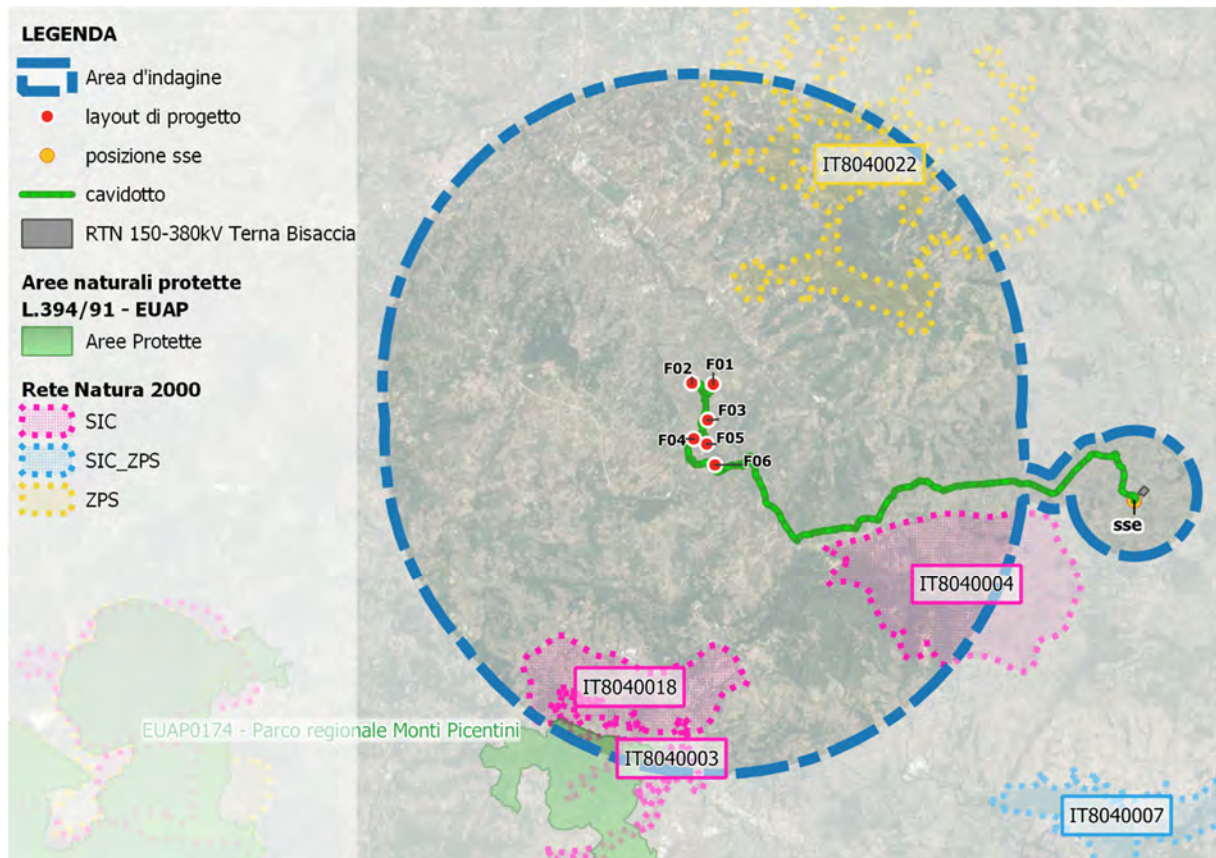 LEGENDA
Area d'indagine
layout di progetto
posizione sse
cavidotto
RTN 150-380kV Terna Bisaccia
Aree naturali protette
L.394/91 - EUAP
Aree Protette
Rete Natura 2000
SIC
SIC_ZPS
ZPS
IT8040022
F02
F01
F03
F04
F05
F06
sse
IT8040004
IT8040018
EUAP0174 - Parco regionale Monti Picentini
IT8040003
IT8040007